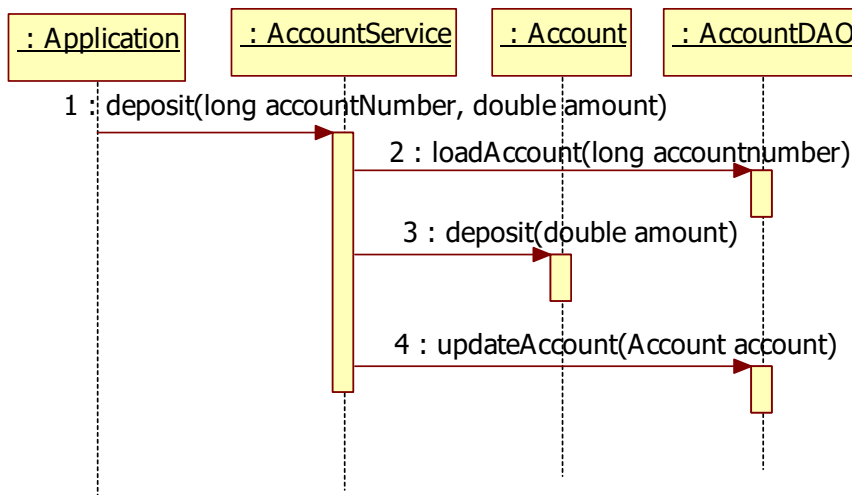 : Application
: AccountService
: Account
: AccountDAO
1 : deposit(long accountNumber, double amount)
2 : loadAccount(long accountnumber)
3 : deposit(double amount)
4 : updateAccount(Account account)